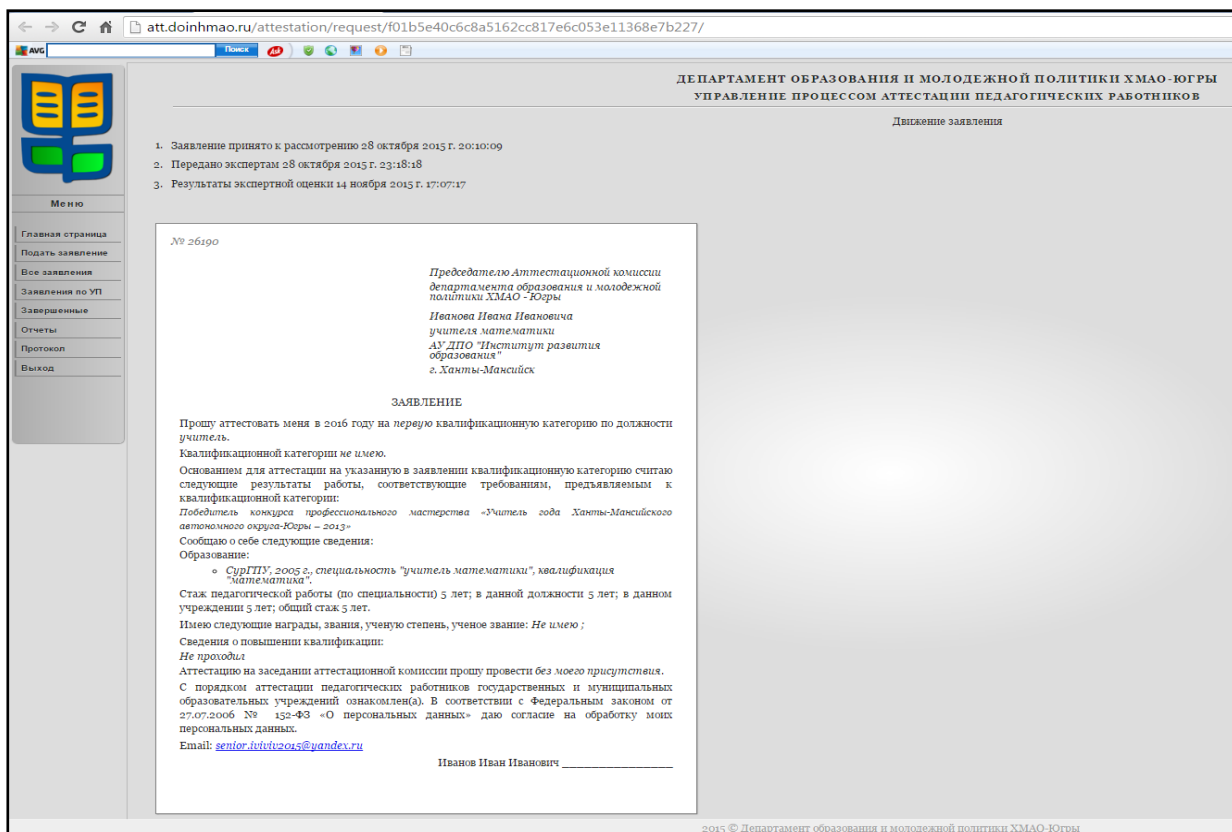 att.doinhmao.ru/attestation/request/f01b5e40c6c8a5162cc817e6c053e11368e7b227/
AVG
Поиск
Ask
ДЕПАРТАМЕНТ ОБРАЗОВАНИЯ И МОЛОДЕЖНОЙ ПОЛИТИКИ ХМАО-ЮГРЫ
УПРАВЛЕНИЕ ПРОЦЕССОМ АТТЕСТАЦИИ ПЕДАГОГИЧЕСКИХ РАБОТНИКОВ
Движение заявления
1. Заявление принято к рассмотрению 28 октября 2015 г. 20:10:09
2. Передано экспертам 28 октября 2015 г. 23:18:18
3. Результаты экспертной оценки 14 ноября 2015 г. 17:07:17
Меню
Главная страница
Подать заявление
Все заявления
Заявления по УП
Завершенные
Отчеты
Протокол
Выход
№ 26190
Председателю Аттестационной комиссии
департамента образования и молодежной
политики ХМАО - Югры
Иванова Ивана Ивановича
учителя математики
АУ ДПО "Институт развития
образования"
г. Ханты-Мансийск
ЗАЯВЛЕНИЕ
Прошу аттестовать меня в 2016 году на первую квалификационную категорию по должности
учитель.
Квалификационной категории не имею.
Основанием для аттестации на указанную в заявлении квалификационную категорию считаю
следующие результаты работы, соответствующие требованиям, предъявляемым к
квалификационной категории:
Победитель конкурса профессионального мастерства «Учитель года Ханты-Мансийского
автономного округа-Югры – 2013»
Сообщаю о себе следующие сведения:
Образование:
СурГПУ, 2005 г., специальность "учитель математики", квалификация
"математика".
Стаж педагогической работы (по специальности) 5 лет; в данной должности 5 лет; в данном
учреждении 5 лет; общий стаж 5 лет.
Имею следующие награды, звания, ученую степень, ученое звание: Не имею ;
Сведения о повышении квалификации:
Не проходил
Аттестацию на заседании аттестационной комиссии прошу провести без моего присутствия.
С порядком аттестации педагогических работников государственных и муниципальных
образовательных учреждений ознакомлен(а). В соответствии с Федеральным законом от
27.07.2006 № 152-ФЗ «О персональных данных» даю согласие на обработку моих
персональных данных.
Email: senior.iviviv2015@yandex.ru
Иванов Иван Иванович _______________
2015 © Департамент образования и молодежной политики ХМАО-Югры